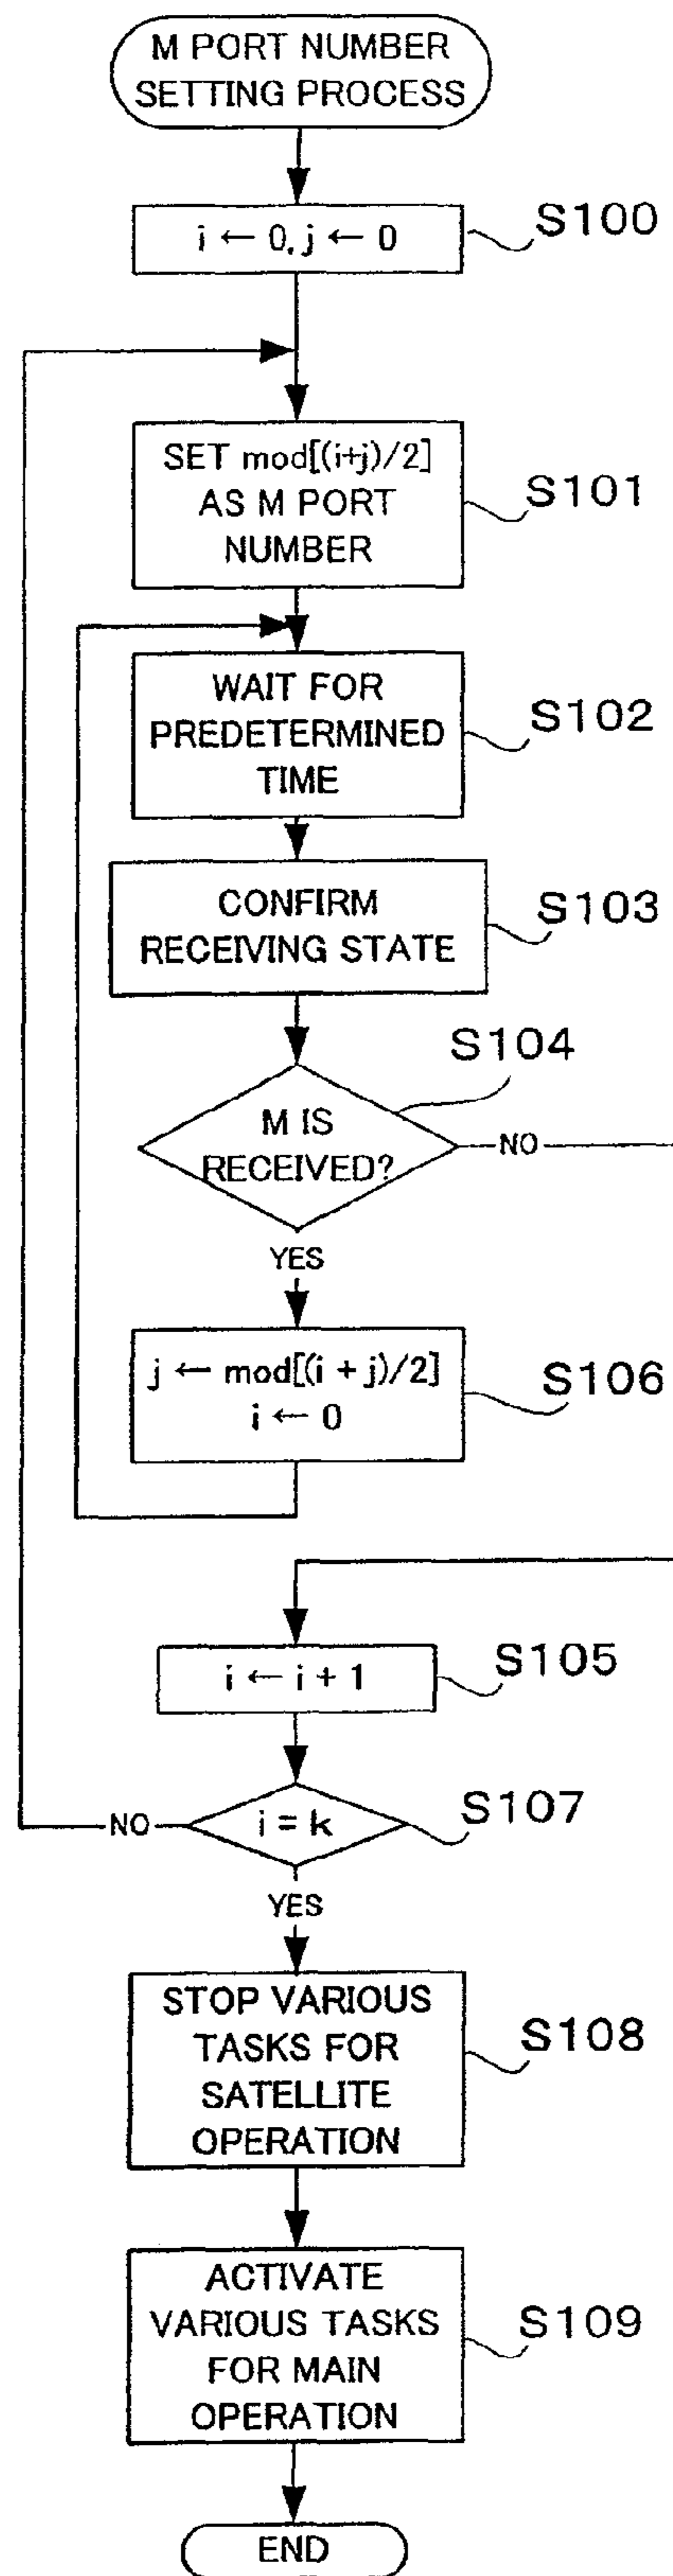 M PORT NUMBER
SETTING PROCESS
i ← 0, j ← 0
S100
SET mod[(i+j)/2]
AS M PORT
NUMBER
S101
WAIT FOR
PREDETERMINED
TIME
S102
CONFIRM
RECEIVING STATE
S103
S104
M IS
RECEIVED?
NO
YES
j ← mod[(i + j)/2]
i ← 0
S106
i ← i + 1
S105
i = k
S107
NO
YES
STOP VARIOUS
TASKS FOR
SATELLITE
OPERATION
S108
ACTIVATE
VARIOUS TASKS
FOR MAIN
OPERATION
S109
END